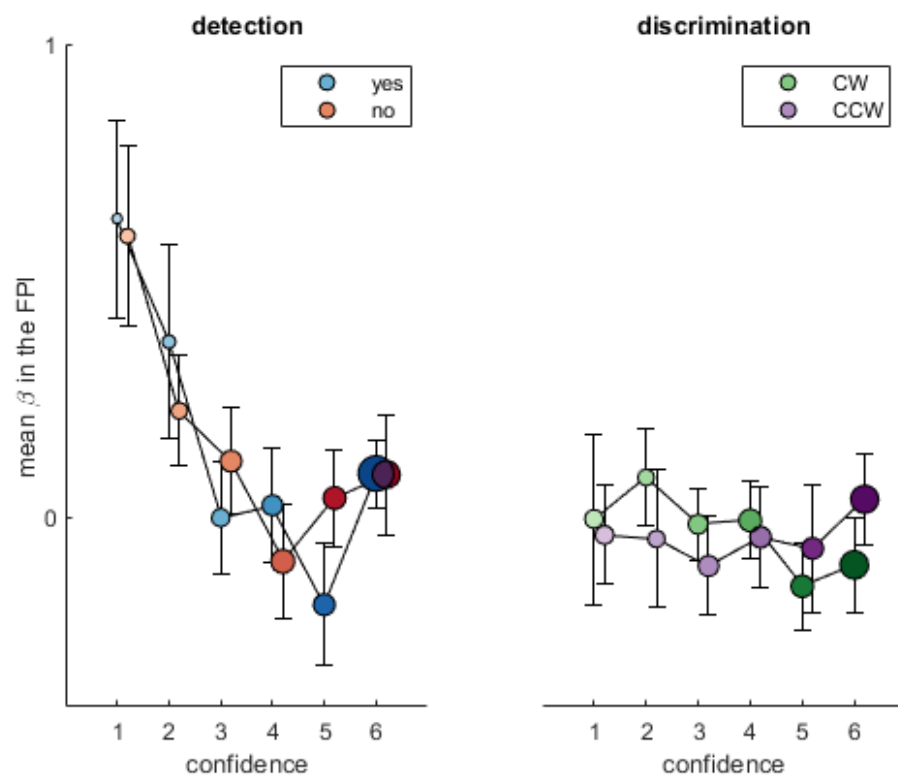 detection
discrimination
1
yes
no
CW
CCW
mean β in the FPI
0
1 2 3 4 5 6
1 2 3 4 5 6
confidence
confidence